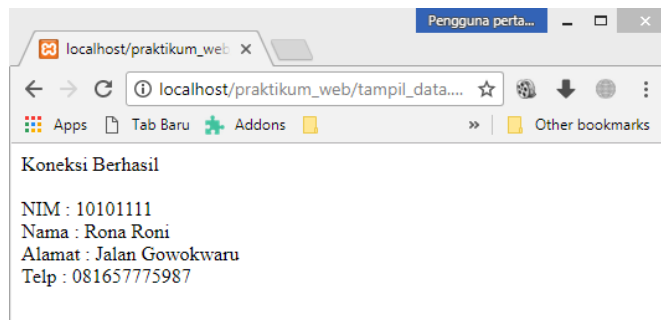 Pengguna perta...
localhost/praktikum_web
localhost/praktikum_web/tampil_data....
Apps Tab Baru Addons » Other bookmarks
Koneksi Berhasil
NIM : 10101111
Nama : Rona Roni
Alamat : Jalan Gowokwaru
Telp : 081657775987